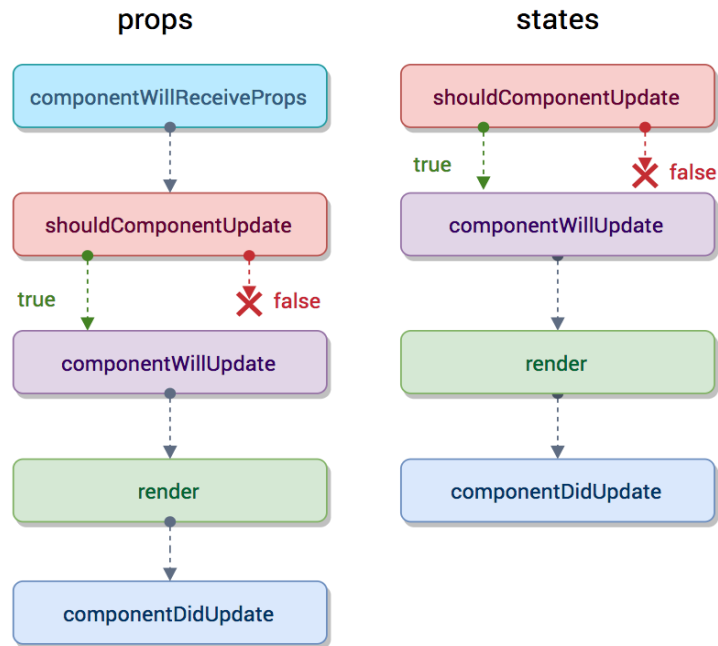 props
componentWillReceiveProps
shouldComponentUpdate
true
false
componentWillUpdate
render
componentDidUpdate
states
shouldComponentUpdate
true
false
componentWillUpdate
render
componentDidUpdate